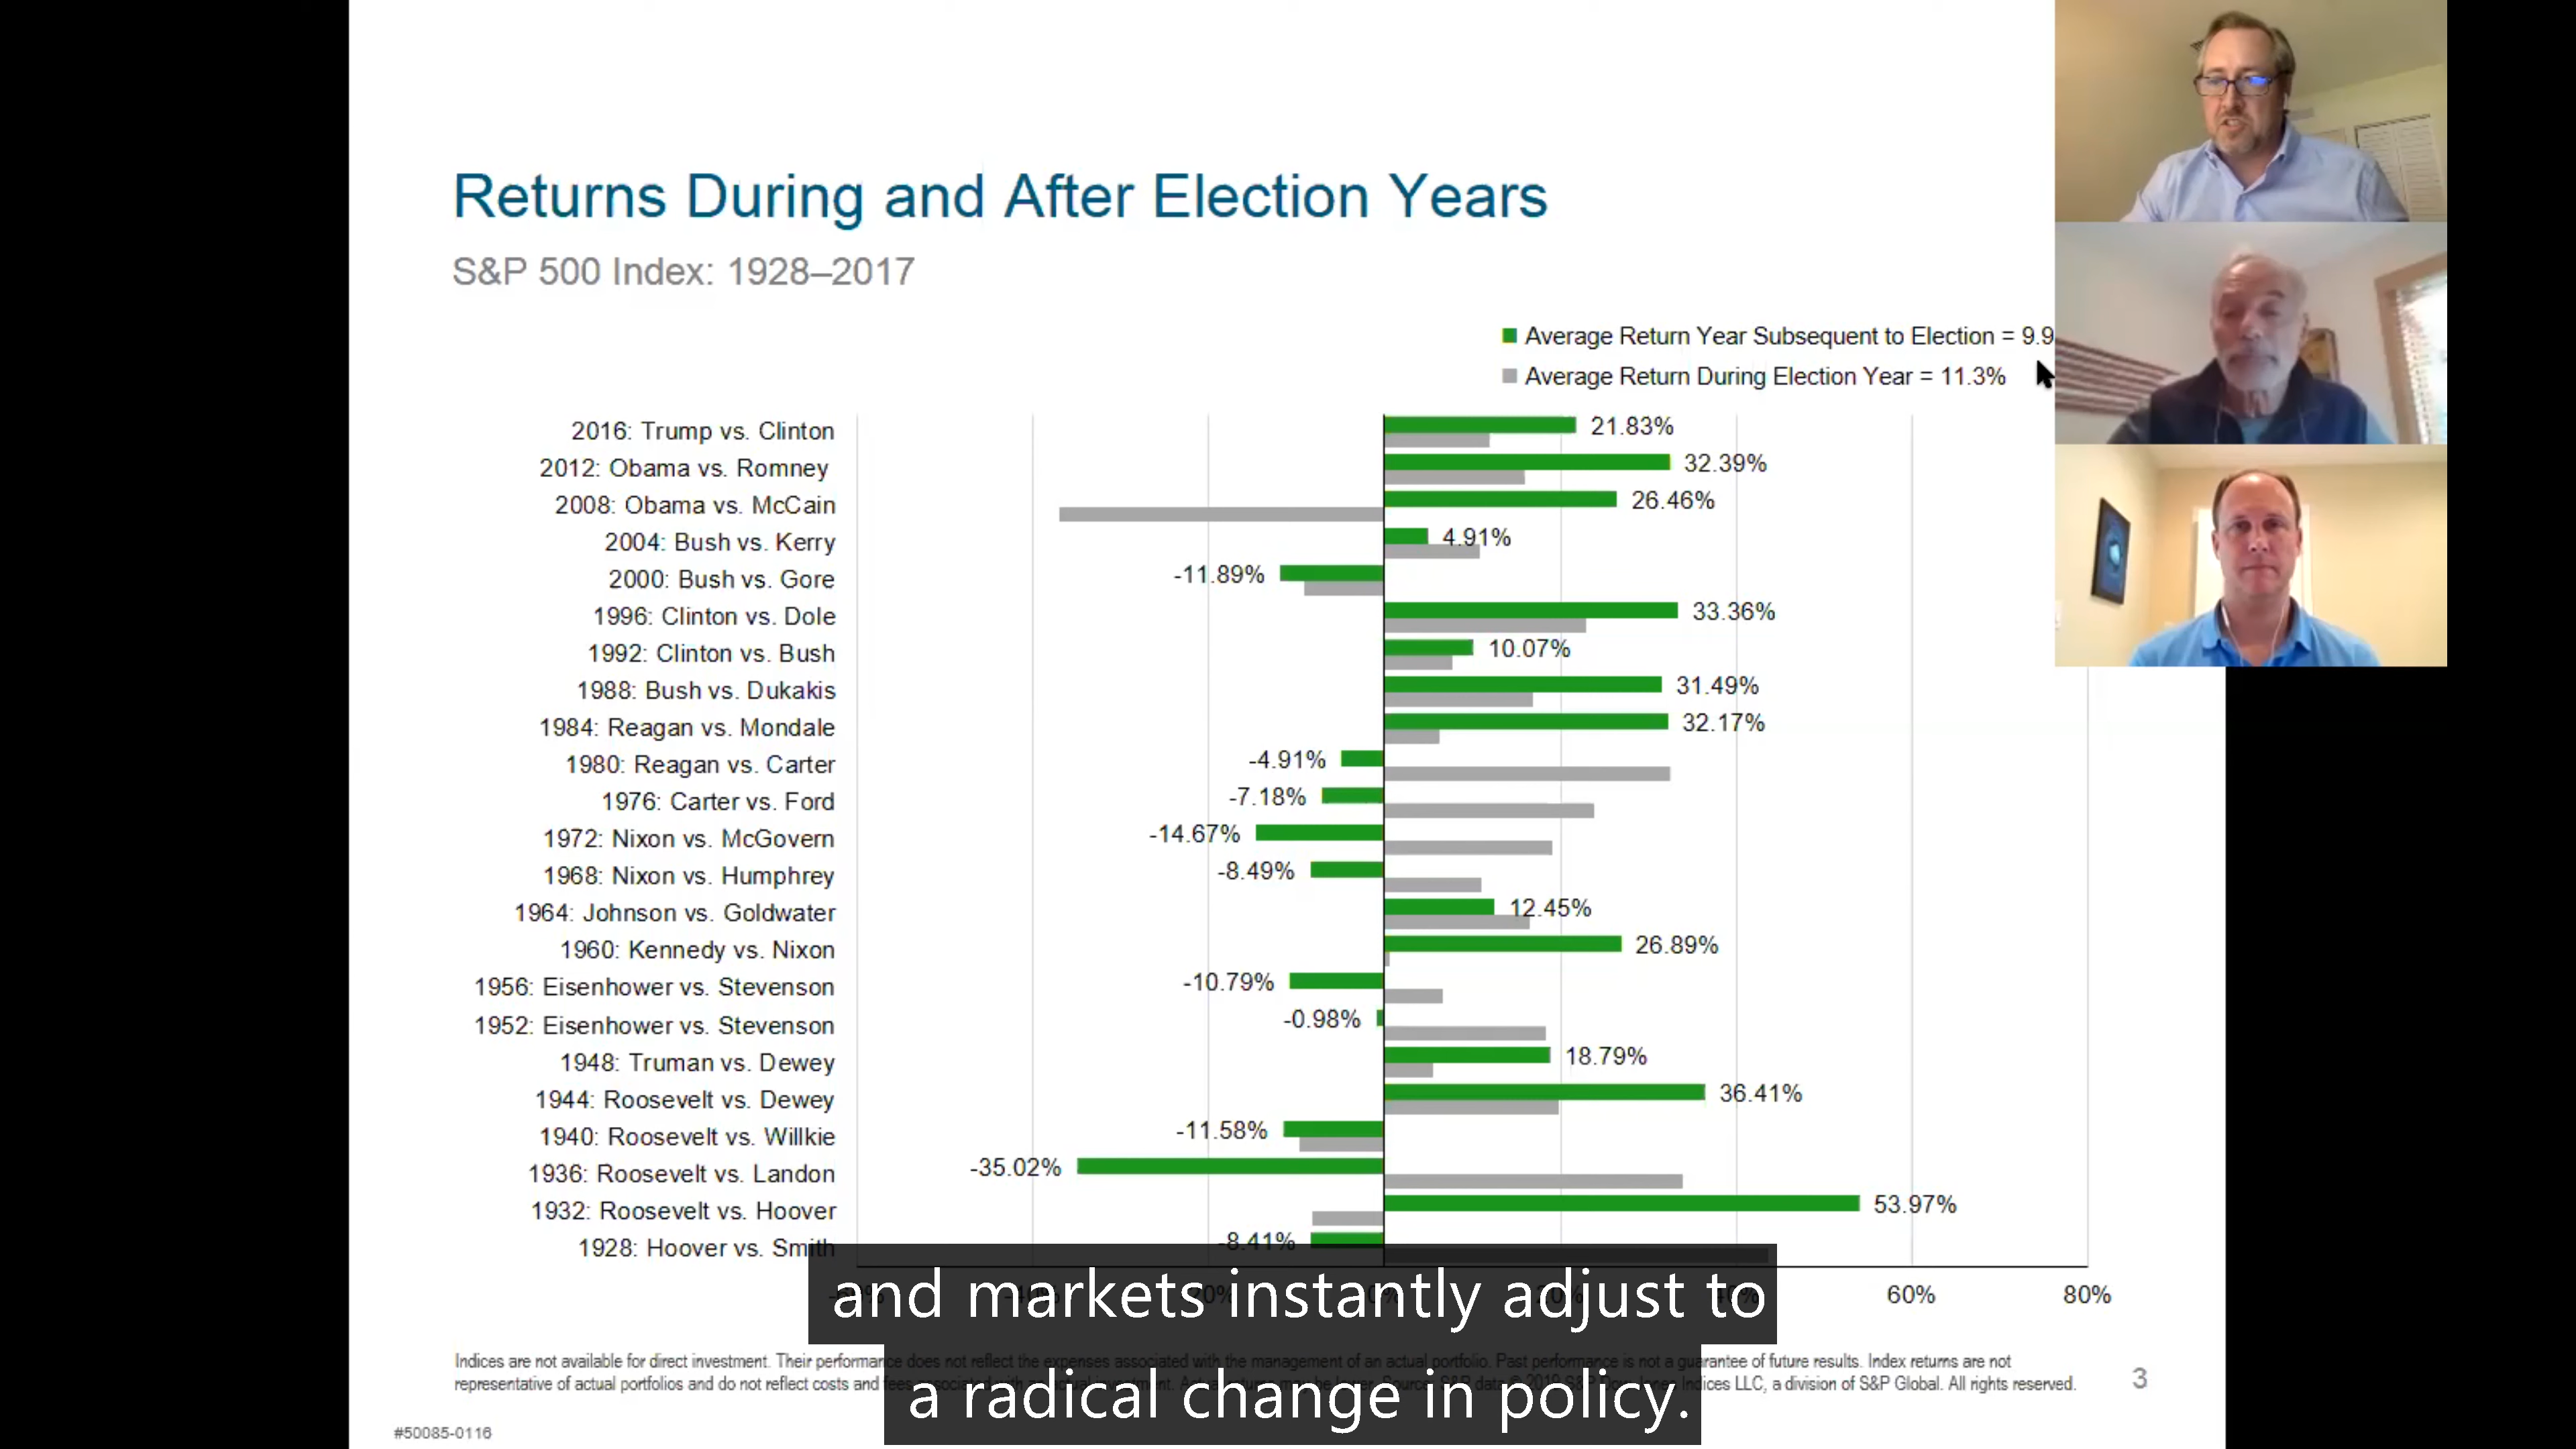 Returns During and After Election Years
S&P 500 Index: 1928–2017
Average Return Year Subsequent to Election = 9.9
Average Return During Election Year = 11.3%
2016: Trump vs. Clinton 21.83%
2012: Obama vs. Romney 32.39%
2008: Obama vs. McCain 26.46%
2004: Bush vs. Kerry 4.91%
2000: Bush vs. Gore -11.89%
1996: Clinton vs. Dole 33.36%
1992: Clinton vs. Bush 10.07%
1988: Bush vs. Dukakis 31.49%
1984: Reagan vs. Mondale 32.17%
1980: Reagan vs. Carter -4.91%
1976: Carter vs. Ford -7.18%
1972: Nixon vs. McGovern -14.67%
1968: Nixon vs. Humphrey -8.49%
1964: Johnson vs. Goldwater 12.45%
1960: Kennedy vs. Nixon 26.89%
1956: Eisenhower vs. Stevenson -10.79%
1952: Eisenhower vs. Stevenson -0.98%
1948: Truman vs. Dewey 18.79%
1944: Roosevelt vs. Dewey 36.41%
1940: Roosevelt vs. Willkie -11.58%
1936: Roosevelt vs. Landon -35.02%
1932: Roosevelt vs. Hoover 53.97%
1928: Hoover vs. Smith -8.41%
60% 80%
and markets instantly adjust to
a radical change in policy.
Indices are not available for direct investment. Their performance does not reflect the expenses associated with the management of an actual portfolio. Past performance is not a guarantee of future results. Index returns are not
representative of actual portfolios and do not reflect costs and fees Indices LLC, a division of S&P Global. All rights reserved.
3
#50085-0116